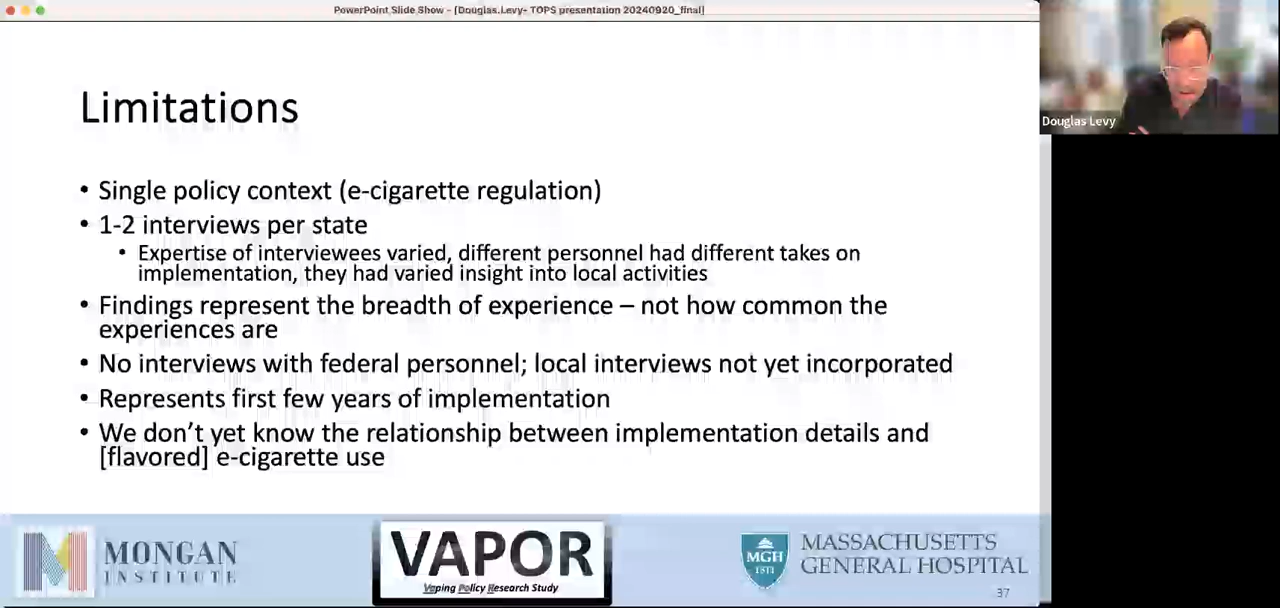 PowerPoint Slide Show - [Douglas.Levy- TOPS presentation 20240920_final]
Limitations
• Single policy context (e-cigarette regulation)
• 1-2 interviews per state
• Expertise of interviewees varied, different personnel had different takes on
implementation, they had varied insight into local activities
• Findings represent the breadth of experience – not how common the
experiences are
• No interviews with federal personnel; local interviews not yet incorporated
• Represents first few years of implementation
• We don't yet know the relationship between implementation details and
[flavored] e-cigarette use
Douglas Levy
MONGAN
INSTITUTE
VAPOR
Vaping Policy Research Study
MGH
1811
MASSACHUSETTS
GENERAL HOSPITAL
37